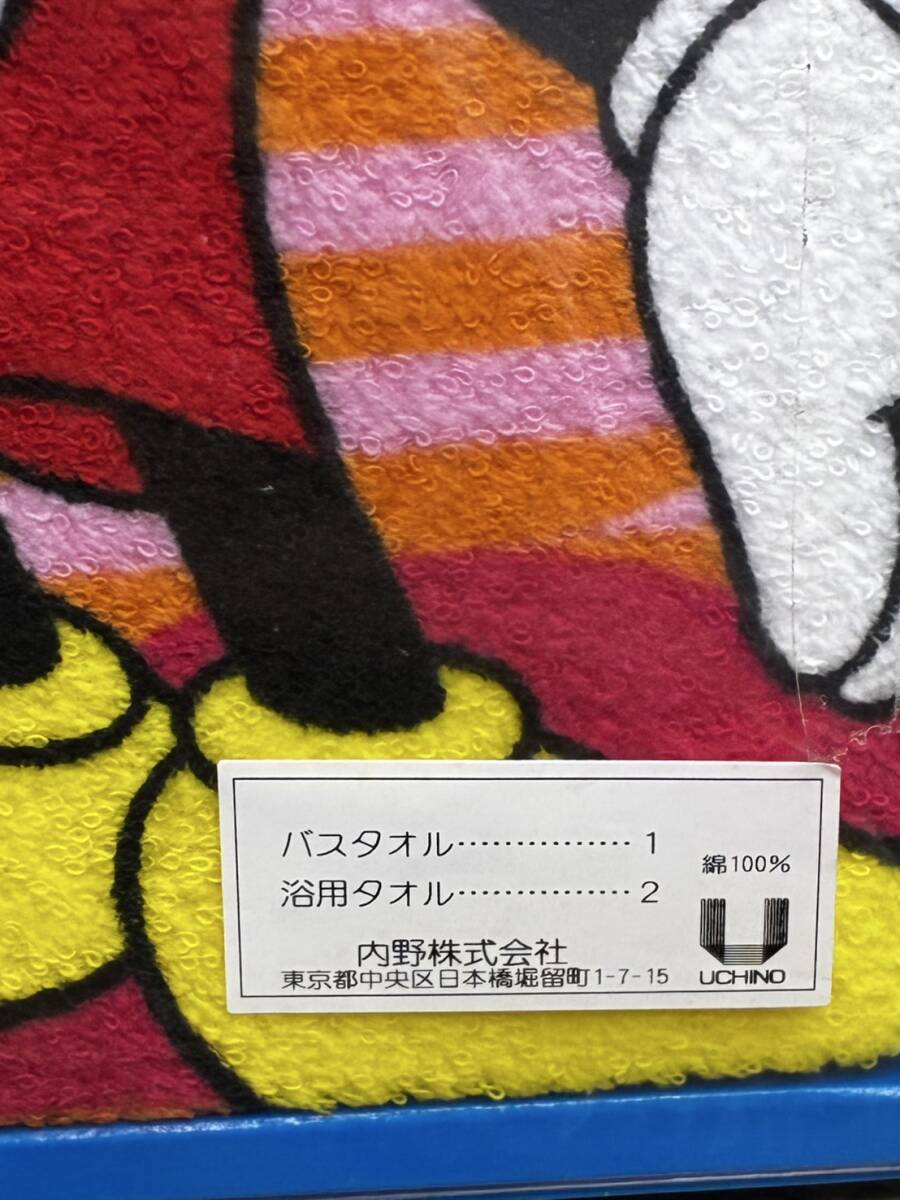 バスタオル……………1
浴用タオル……………2
綿100%
内野株式会社
東京都中央区日本橋堀留町1-7-15
UCHINO